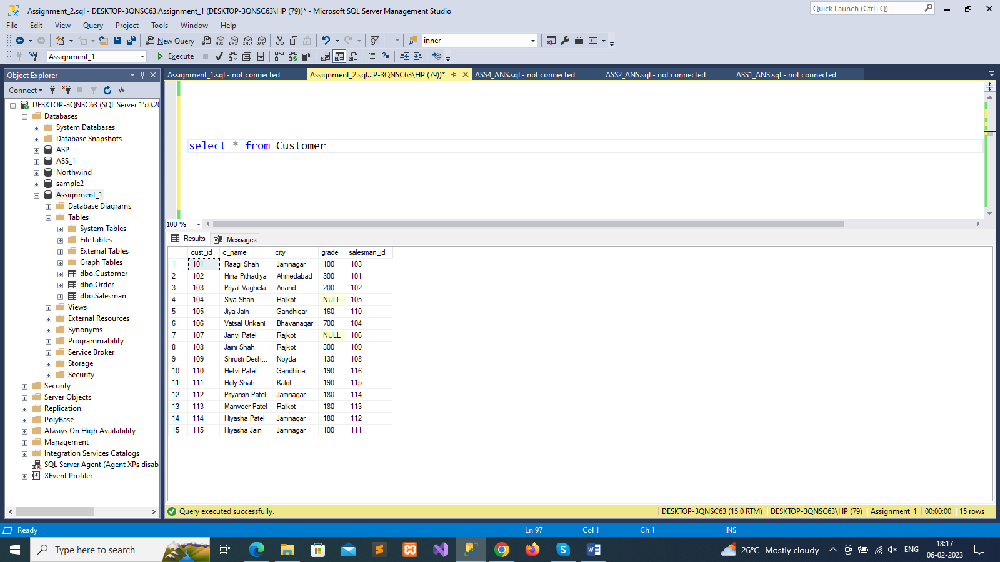 Assignment_2.sql - DESKTOP-3QNSC63.Assignment_1 (DESKTOP-3QNSC63\HP (79))* - Microsoft SQL Server Management Studio
Quick Launch (Ctrl+Q)
File Edit View Query Project Tools Window Help
New Query MDX DMX XMLA DAX inner
Assignment_1 Execute
Object Explorer
Assignment_1.sql - not connected Assignment_2.sql...P-3QNSC63\HP (79))* ASS4_ANS.sql - not connected ASS2_ANS.sql - not connected ASS1_ANS.sql - not connected
Connect
DESKTOP-3QNSC63 (SQL Server 15.0.20
Databases
System Databases
Database Snapshots
ASP
ASS_1
Northwind
sample2
Assignment_1
Database Diagrams
Tables
System Tables
FileTables
External Tables
Graph Tables
dbo.Customer
dbo.Order_
dbo.Salesman
Views
External Resources
Synonyms
Programmability
Service Broker
Storage
Security
Security
Server Objects
Replication
PolyBase
Always On High Availability
Management
Integration Services Catalogs
SQL Server Agent (Agent XPs disab
XEvent Profiler
select * from Customer
100 %
Results Messages
cust_id c_name city grade salesman_id
1 101 Raagi Shah Jamnagar 100 103
2 102 Hina Pithadiya Ahmedabad 300 101
3 103 Priyal Vaghela Anand 200 102
4 104 Siya Shah Rajkot NULL 105
5 105 Jiya Jain Gandhigar 160 110
6 106 Vatsal Unkani Bhavanagar 700 104
7 107 Janvi Patel Rajkot NULL 106
8 108 Jaini Shah Rajkot 300 109
9 109 Shrusti Desh... Noyda 130 108
10 110 Hetvi Patel Gandhina... 190 116
11 111 Hely Shah Kalol 190 115
12 112 Priyansh Patel Jamnagar 180 114
13 113 Manveer Patel Rajkot 180 113
14 114 Hiyasha Patel Jamnagar 180 112
15 115 Hiyasha Jain Jamnagar 100 111
Query executed successfully. DESKTOP-3QNSC63 (15.0 RTM) DESKTOP-3QNSC63\HP (79) Assignment_1 00:00:00 15 rows
Ready Ln 97 Col 1 Ch 1 INS
Type here to search 26°C Mostly cloudy ENG 18:17
06-02-2023